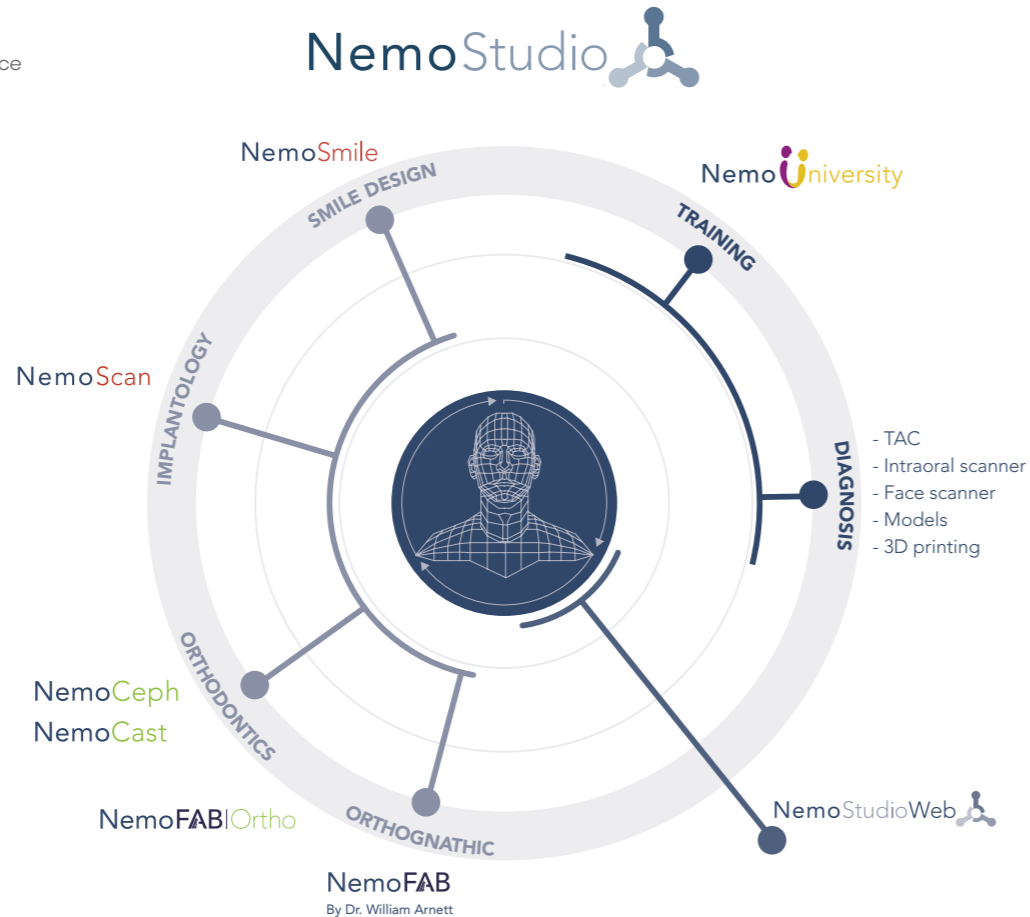 ce
NemoStudio
NemoSmile
SMILE DESIGN
NemoUniversity
TRAINING
NemoScan
IMPLANTOLOGY
DIAGNOSIS
- TAC
- Intraoral scanner
- Face scanner
- Models
- 3D printing
ORTHODONTICS
NemoCeph
NemoCast
NemoStudioWeb
NemoFAB|Ortho
ORTHOGNATHIC
NemoFAB
By Dr. William Arnett